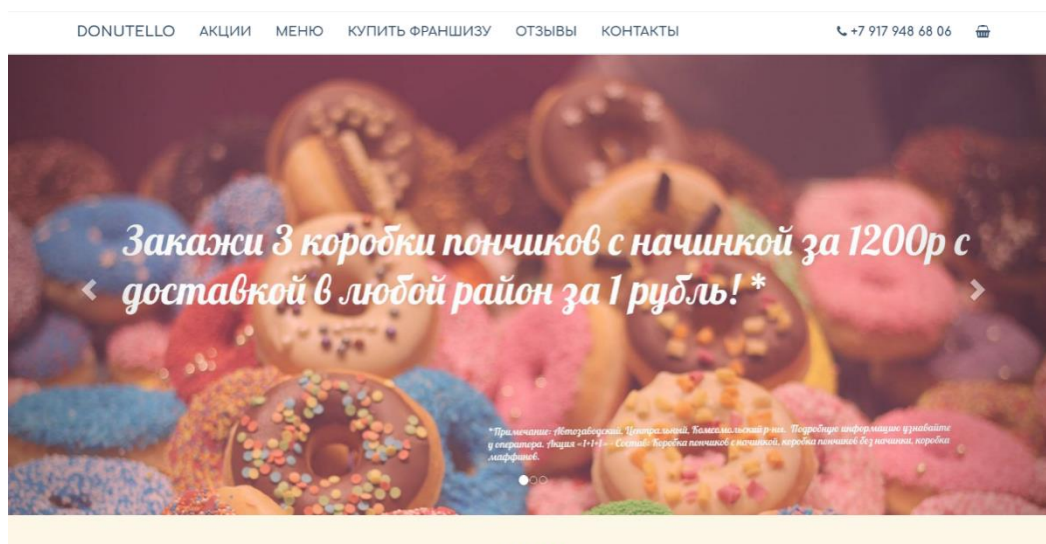 DONUTELLO АКЦИИ МЕНЮ КУПИТЬ ФРАНШИЗУ ОТЗЫВЫ КОНТАКТЫ +7 917 948 68 06
Закажи 3 коробки пончиков с начинкой за 1200р с
доставкой в любой район за 1 рубль! *
*Примечание: Автозаводский, Центральный, Комсомольский р-ны. Подробную информацию узнавайте
у оператора. Акция «1+1+1» - Состав: Коробка пончиков с начинкой, коробка пончиков без начинки, коробка
маффинов.